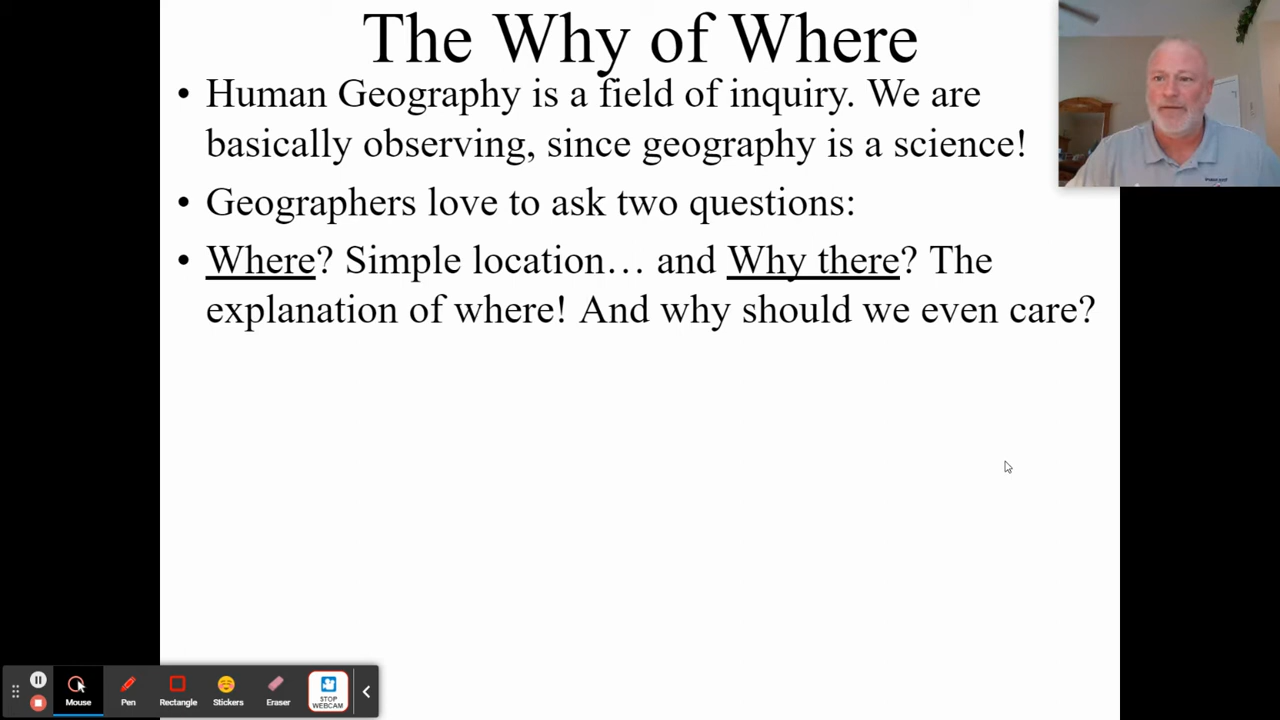 The Why of Where
• Human Geography is a field of inquiry. We are
basically observing, since geography is a science!
• Geographers love to ask two questions:
• Where? Simple location… and Why there? The
explanation of where! And why should we even care?
Mouse
Pen
Rectangle
Stickers
Eraser
STOP
WEBCAM